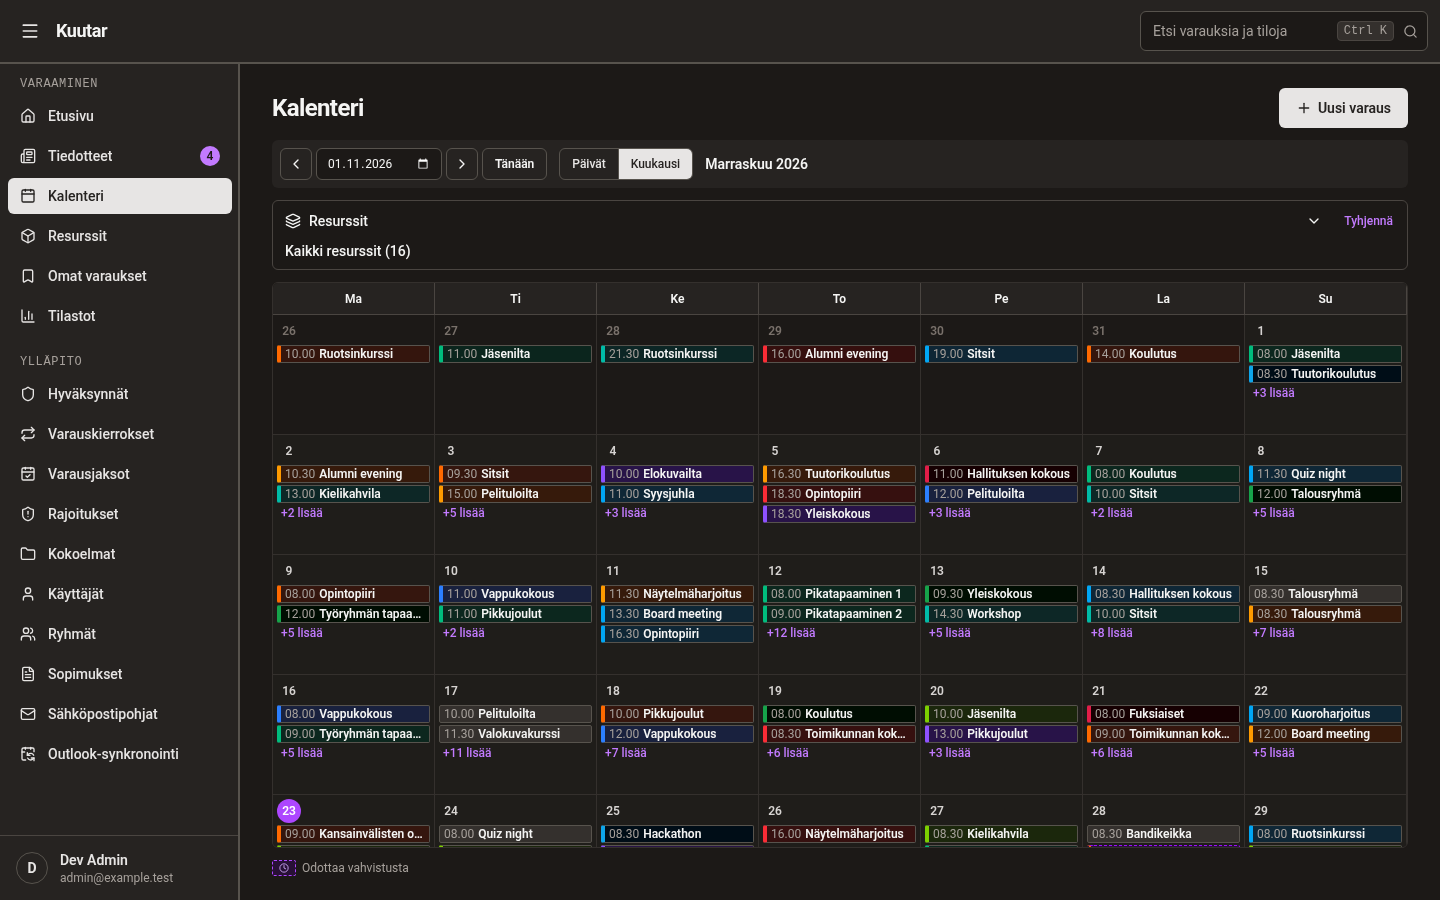 Kuutar
Etsi varauksia ja tiloja Ctrl K
VARAAMINEN
Etusivu
Tiedotteet 4
Kalenteri
Resurssit
Omat varaukset
Tilastot
YLLÄPITO
Hyväksynnät
Varauskierrokset
Varausjaksot
Rajoitukset
Kokoelmat
Käyttäjät
Ryhmät
Sopimukset
Sähköpostipohjat
Outlook-synkronointi
D Dev Admin
admin@example.test
Kalenteri
Uusi varaus
01.11.2026 Tänään Päivät Kuukausi Marraskuu 2026
Resurssit Tyhjennä
Kaikki resurssit (16)
Ma Ti Ke To Pe La Su
26 27 28 29 30 31 1
10.00 Ruotsinkurssi 11.00 Jäsenilta 21.30 Ruotsinkurssi 16.00 Alumni evening 19.00 Sitsit 14.00 Koulutus 08.00 Jäsenilta
08.30 Tuutorikoulutus
+3 lisää
2 3 4 5 6 7 8
10.30 Alumni evening 09.30 Sitsit 10.00 Elokuvailta 16.30 Tuutorikoulutus 11.00 Hallituksen kokous 08.00 Koulutus 11.30 Quiz night
13.00 Kielikahvila 15.00 Pelituloilta 11.00 Syysjuhla 18.30 Opintopiiri 12.00 Pelituloilta 10.00 Sitsit 12.00 Talousryhmä
+2 lisää +5 lisää +3 lisää 18.30 Yleiskokous +3 lisää +2 lisää +5 lisää
9 10 11 12 13 14 15
08.00 Opintopiiri 11.00 Vappukokous 11.30 Näytelmäharjoitus 08.00 Pikatapaaminen 1 09.30 Yleiskokous 08.30 Hallituksen kokous 08.30 Talousryhmä
12.00 Työryhmän tapaa… 11.00 Pikkujoulut 13.30 Board meeting 09.00 Pikatapaaminen 2 14.30 Workshop 10.00 Sitsit 08.30 Talousryhmä
+5 lisää +2 lisää 16.30 Opintopiiri +12 lisää +5 lisää +8 lisää +7 lisää
16 17 18 19 20 21 22
08.00 Vappukokous 10.00 Pelituloilta 10.00 Pikkujoulut 08.00 Koulutus 10.00 Jäsenilta 08.00 Fuksiaiset 09.00 Kuoroharjoitus
09.00 Työryhmän tapaa… 11.30 Valokuvakurssi 12.00 Vappukokous 08.30 Toimikunnan kok… 13.00 Pikkujoulut 09.00 Toimikunnan kok… 12.00 Board meeting
+5 lisää +11 lisää +7 lisää +6 lisää +3 lisää +6 lisää +5 lisää
23 24 25 26 27 28 29
09.00 Kansainvälisten o… 08.00 Quiz night 08.30 Hackathon 16.00 Näytelmäharjoitus 08.30 Kielikahvila 08.30 Bandikeikka 08.00 Ruotsinkurssi
Odottaa vahvistusta